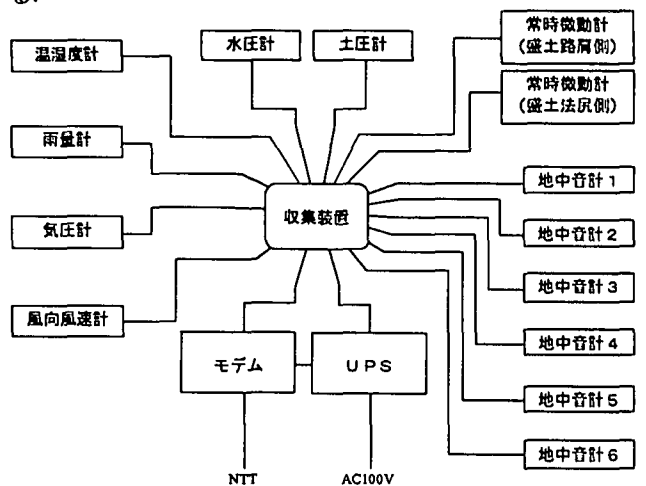 水圧計
土圧計
常時微動計
(盛土路肩側)
温湿度計
常時微動計
(盛土法尻側)
雨量計
地中音計1
収集装置
気圧計
地中音計2
地中音計3
風向風速計
地中音計4
モデム
UPS
地中音計5
地中音計6
NTT
AC100V